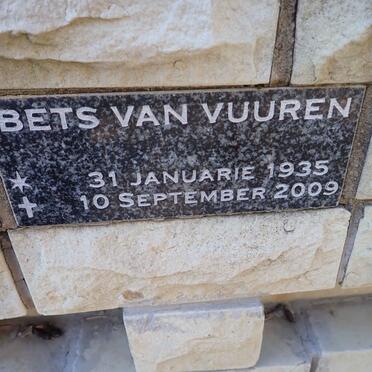 BETS VAN VUUREN
* 31 JANUARIE 1935
+ 10 SEPTEMBER 2009